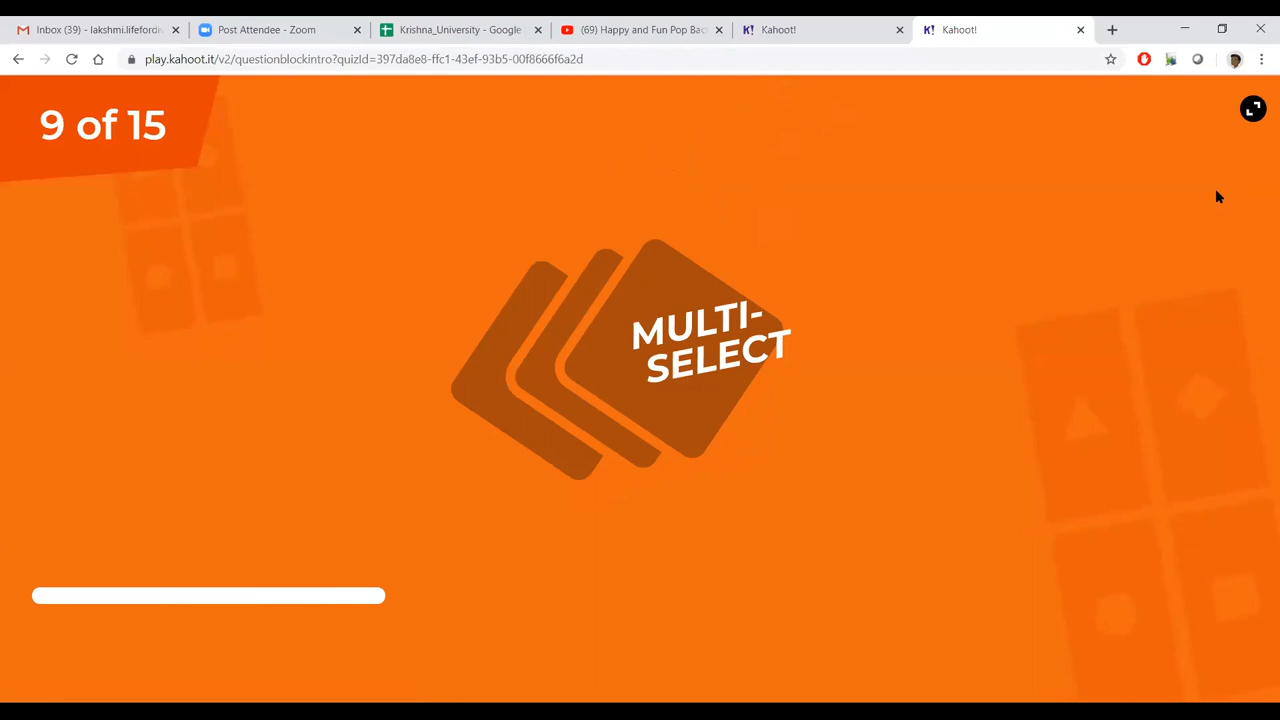 Inbox (39) - lakshmi.lifefordiv
Post Attendee - Zoom
Krishna_University - Google
(69) Happy and Fun Pop Bac
Kahoot!
Kahoot!
play.kahoot.it/v2/questionblockintro?quizId=397da8e8-ffc1-43ef-93b5-00f8666f6a2d
9 of 15
MULTI-
SELECT